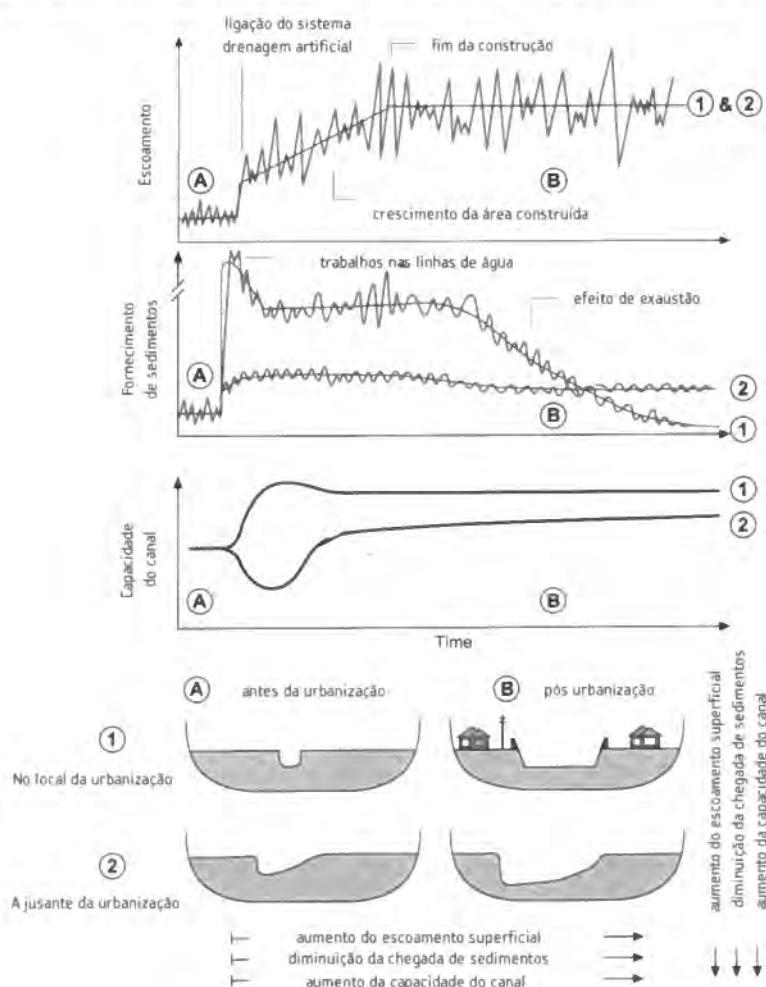 ligação do sistema
drenagem artificial
fim da construção
Escoamento
A
B
1 & 2
crescimento da área construída
trabalhos nas linhas de água
efeito de exaustão
Fornecimento
de sedimentos
A
B
2
1
Capacidade
do canal
1
2
A
B
Time
A antes da urbanização
B pós urbanização
1
No local da urbanização
2
A jusante da urbanização
aumento do escoamento superficial
diminuição da chegada de sedimentos
aumento da capacidade do canal
aumento do escoamento superficial
diminuição da chegada de sedimentos
aumento da capacidade do canal